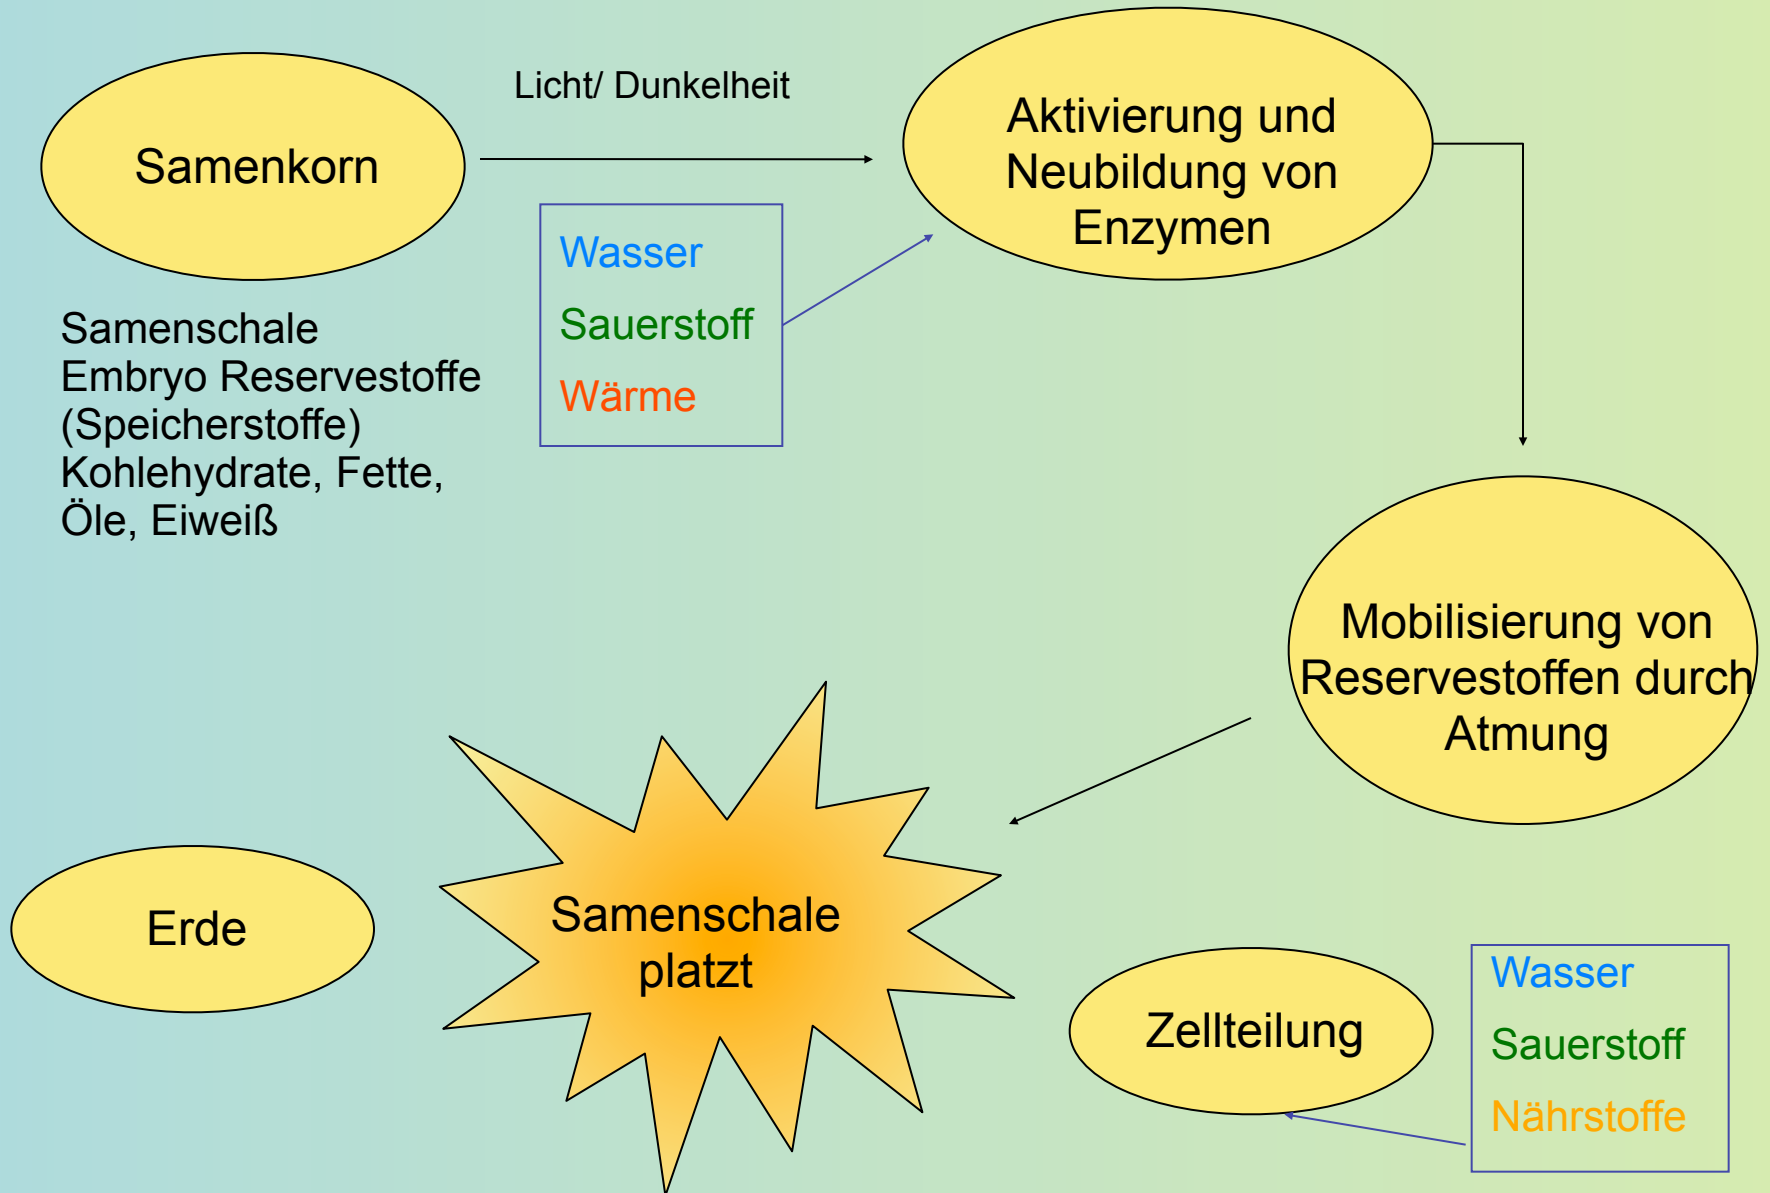 Samenkorn
Licht/ Dunkelheit
Aktivierung und
Neubildung von
Enzymen
Wasser
Sauerstoff
Wärme
Samenschale
Embryo Reservestoffe
(Speicherstoffe)
Kohlehydrate, Fette,
Öle, Eiweiß
Mobilisierung von
Reservestoffen durch
Atmung
Samenschale
platzt
Erde
Zellteilung
Wasser
Sauerstoff
Nährstoffe